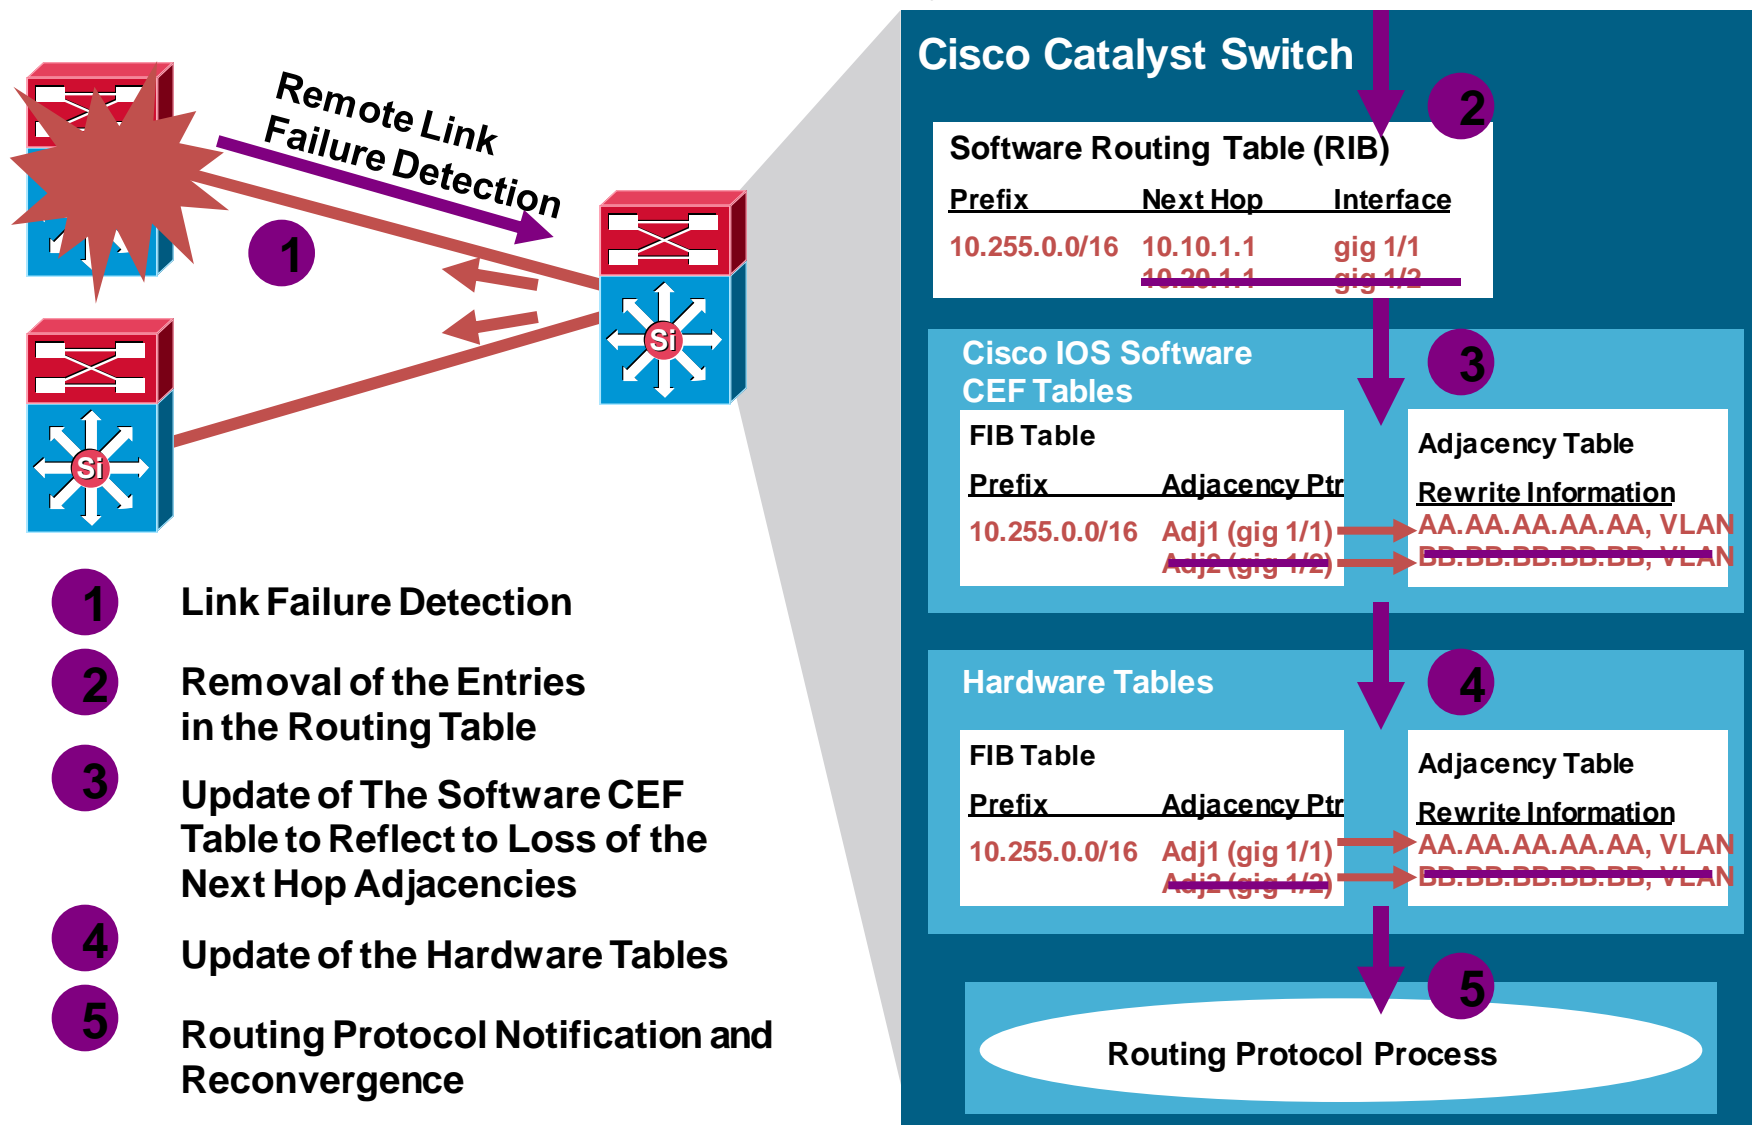 Remote Link
Failure Detection
1
Si
Si
1
Link Failure Detection
2
Removal of the Entries
in the Routing Table
3
Update of The Software CEF
Table to Reflect to Loss of the
Next Hop Adjacencies
4
Update of the Hardware Tables
5
Routing Protocol Notification and
Reconvergence
Cisco Catalyst Switch
2
Software Routing Table (RIB)
Prefix Next Hop Interface
10.255.0.0/16 10.10.1.1 gig 1/1
10.20.1.1 gig 1/2
3
Cisco IOS Software
CEF Tables
FIB Table
Prefix Adjacency Ptr
10.255.0.0/16 Adj1 (gig 1/1)
Adj2 (gig 1/2)
Adjacency Table
Rewrite Information
AA.AA.AA.AA.AA, VLAN
BB.BB.BB.BB.BB, VLAN
4
Hardware Tables
FIB Table
Prefix Adjacency Ptr
10.255.0.0/16 Adj1 (gig 1/1)
Adj2 (gig 1/2)
Adjacency Table
Rewrite Information
AA.AA.AA.AA.AA, VLAN
BB.BB.BB.BB.BB, VLAN
5
Routing Protocol Process